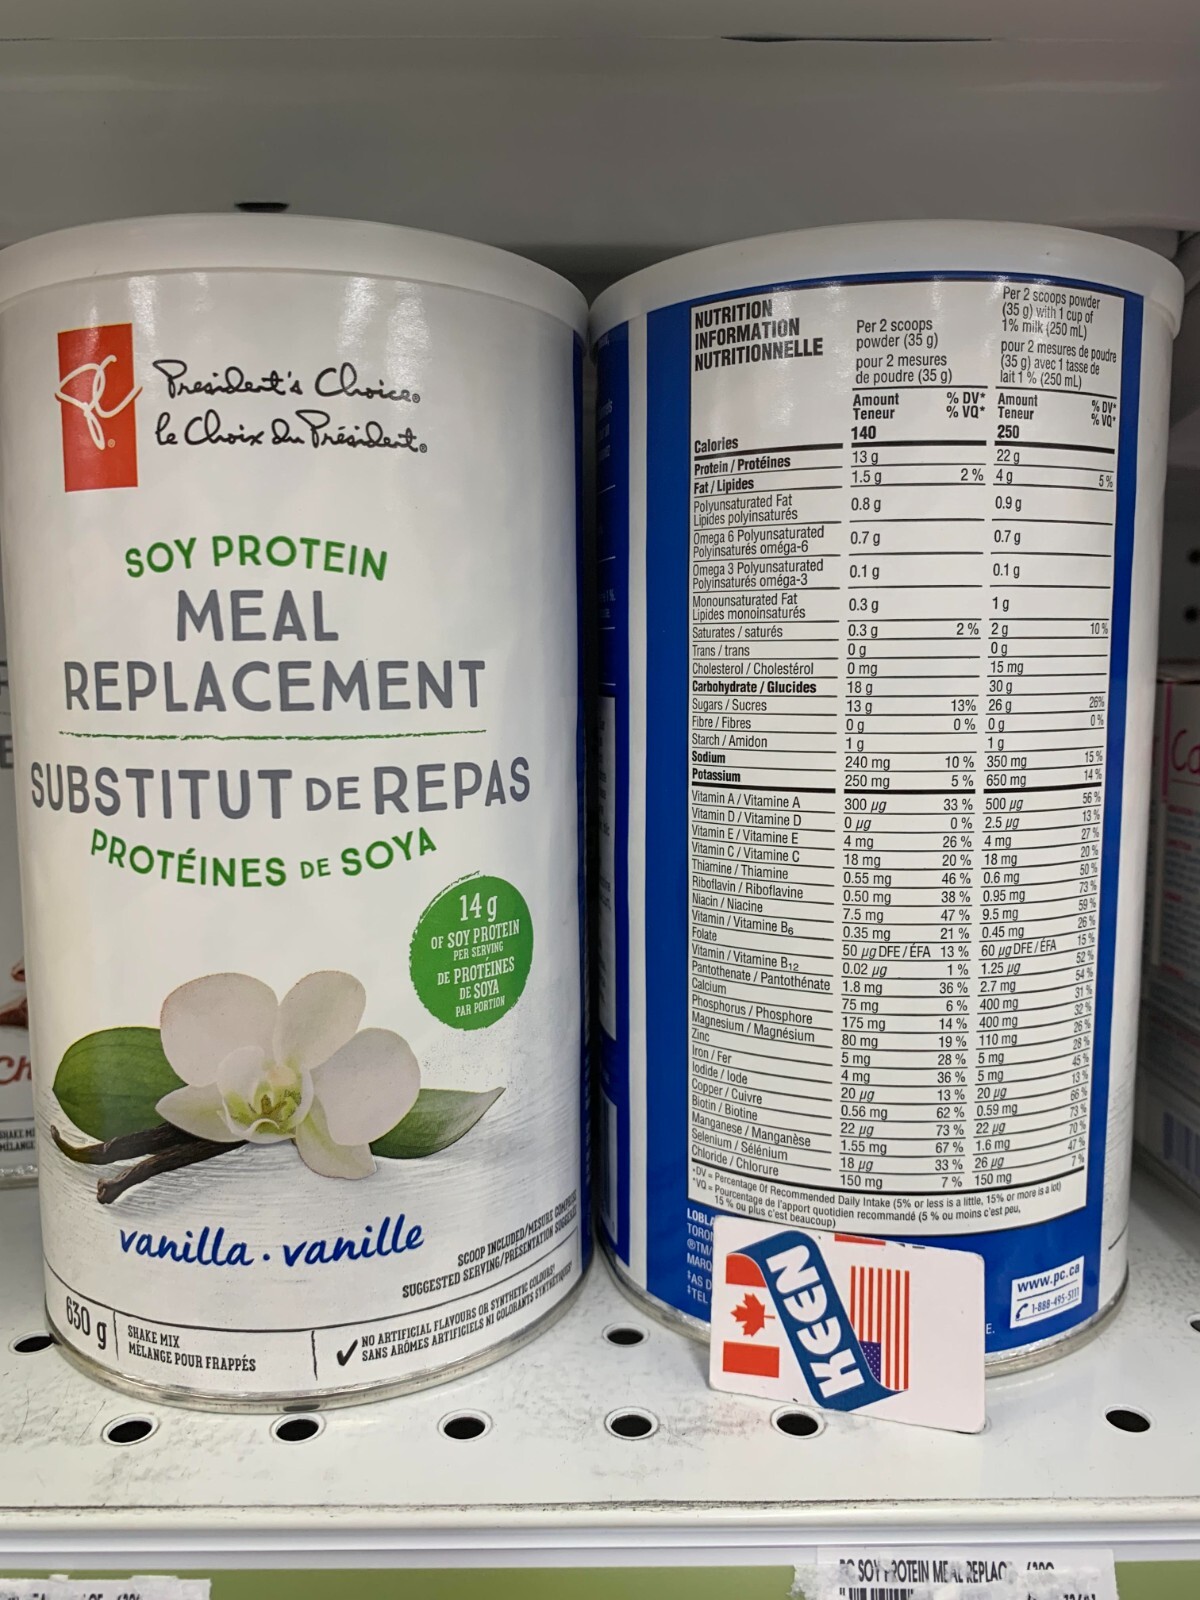 President's Choice®
le Choix du Président®
SOY PROTEIN
MEAL
REPLACEMENT
SUBSTITUT DE REPAS
PROTÉINES DE SOYA
14 g
OF SOY PROTEIN
PER SERVING
DE PROTÉINES
DE SOYA
PAR PORTION
vanilla · vanille
SCOOP INCLUDED/MESURE COMPRISE
SUGGESTED SERVING/PRÉSENTATION SUGGÉRÉE
630 g
SHAKE MIX
MÉLANGE POUR FRAPPÉS
NO ARTIFICIAL FLAVOURS OR SYNTHETIC COLOURS
SANS ARÔMES ARTIFICIELS NI COLORANTS SYNTHÉTIQUES
NUTRITION
INFORMATION
NUTRITIONNELLE
Per 2 scoops
powder (35 g)
pour 2 mesures
de poudre (35 g)
Per 2 scoops powder
(35 g) with 1 cup of
1% milk (250 mL)
pour 2 mesures de poudre
(35 g) avec 1 tasse de
lait 1 % (250 mL)
Amount % DV* Amount % DV*
Teneur % VQ* Teneur % VQ*
Calories 140 250
Protein / Protéines 13 g 22 g
Fat / Lipides 1.5 g 2 % 4 g 5 %
Polyunsaturated Fat
Lipides polyinsaturés 0.8 g 0.9 g
Omega 6 Polyunsaturated
Polyinsaturés oméga-6 0.7 g 0.7 g
Omega 3 Polyunsaturated
Polyinsaturés oméga-3 0.1 g 0.1 g
Monounsaturated Fat
Lipides monoinsaturés 0.3 g 1 g
Saturates / saturés 0.3 g 2 % 2 g 10 %
Trans / trans 0 g 0 g
Cholesterol / Cholestérol 0 mg 15 mg
Carbohydrate / Glucides 18 g 30 g
Sugars / Sucres 13 g 13% 26 g 26%
Fibre / Fibres 0 g 0 % 0 g 0 %
Starch / Amidon 1 g 1 g
Sodium 240 mg 10 % 350 mg 15 %
Potassium 250 mg 5 % 650 mg 14 %
Vitamin A / Vitamine A 300 µg 33 % 500 µg 56 %
Vitamin D / Vitamine D 0 µg 0 % 2.5 µg 13 %
Vitamin E / Vitamine E 4 mg 26 % 4 mg 27 %
Vitamin C / Vitamine C 18 mg 20 % 18 mg 20 %
Thiamine / Thiamine 0.55 mg 46 % 0.6 mg 50 %
Riboflavin / Riboflavine 0.50 mg 38 % 0.95 mg 73 %
Niacin / Niacine 7.5 mg 47 % 9.5 mg 59 %
Vitamin / Vitamine B6 0.35 mg 21 % 0.45 mg 26 %
Folate 50 µg DFE / ÉFA 13 % 60 µg DFE / ÉFA 15 %
Vitamin / Vitamine B12 0.02 µg 1 % 1.25 µg 52 %
Pantothenate / Pantothénate 1.8 mg 36 % 2.7 mg 54 %
Calcium 75 mg 6 % 400 mg 31 %
Phosphorus / Phosphore 175 mg 14 % 400 mg 32 %
Magnesium / Magnésium 80 mg 19 % 110 mg 26 %
Zinc 5 mg 28 % 5 mg 28 %
Iron / Fer 4 mg 36 % 5 mg 45 %
Iodide / Iode 20 µg 13 % 20 µg 13 %
Copper / Cuivre 0.56 mg 62 % 0.59 mg 66 %
Biotin / Biotine 22 µg 73 % 22 µg 73 %
Manganese / Manganèse 1.55 mg 67 % 1.6 mg 70 %
Selenium / Sélénium 18 µg 33 % 26 µg 47 %
Chloride / Chlorure 150 mg 7 % 150 mg 7 %
*DV = Percentage Of Recommended Daily Intake (5% or less is a little, 15% or more is a lot)
*VQ = Pourcentage de l'apport quotidien recommandé (5 % ou moins c'est peu,
15 % ou plus c'est beaucoup)
LOBLA
TORON
®TM/
MARQ
‡AS D
‡TEL
E.
www.pc.ca
1-888-495-5111
KGEN
PC SOY PROTEIN MEAL REPLAC